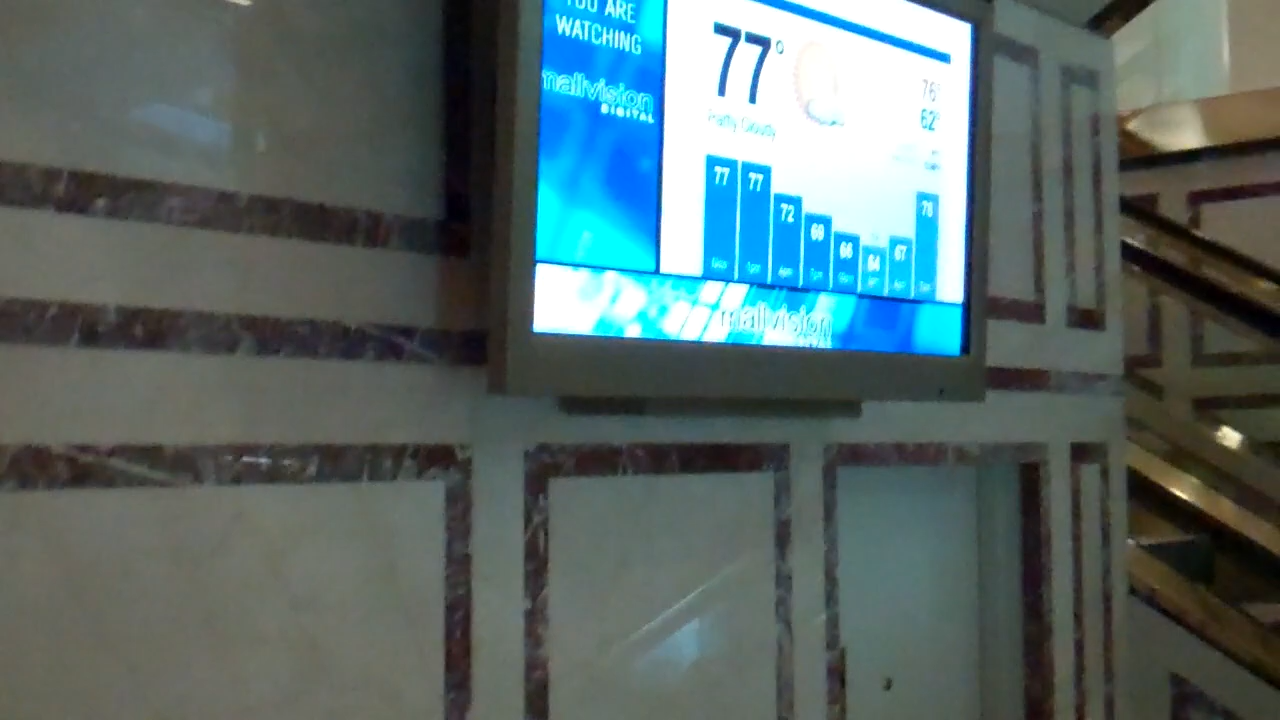 YOU ARE
WATCHING
mallvision
DIGITAL
77°
Partly Cloudy
76°
62°
77 77 72 69 66 64 67 78
mallvision